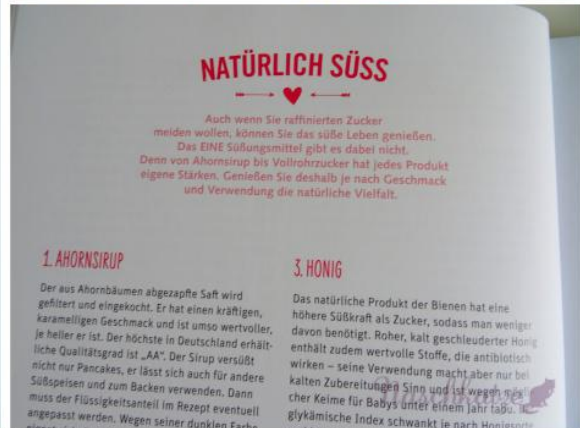 NATÜRLICH SÜSS
Auch wenn Sie raffinierten Zucker
meiden wollen, können Sie das süße Leben genießen.
Das EINE Süßungsmittel gibt es dabei nicht.
Denn von Ahornsirup bis Vollrohrzucker hat jedes Produkt
eigene Stärken. Genießen Sie deshalb je nach Geschmack
und Verwendung die natürliche Vielfalt.
1. AHORNSIRUP
Der aus Ahornbäumen abgezapfte Saft wird
gefiltert und eingekocht. Er hat einen kräftigen,
karamelligen Geschmack und ist umso wertvoller,
je heller er ist. Der höchste in Deutschland erhält-
liche Qualitätsgrad ist „AA“. Der Sirup versüßt
nicht nur Pancakes, er lässt sich auch für andere
Süßspeisen und zum Backen verwenden. Dann
muss der Flüssigkeitsanteil im Rezept eventuell
angepasst werden. Wegen seiner dunklen Farbe
3. HONIG
Das natürliche Produkt der Bienen hat eine
höhere Süßkraft als Zucker, sodass man weniger
davon benötigt. Roher, kalt geschleuderter Honig
enthält zudem wertvolle Stoffe, die antibiotisch
wirken – seine Verwendung macht aber nur bei
kalten Zubereitungen Sinn und ist wegen
cher Keime für Babys unter einem Jahr tabu.
glykämische Index schwankt je nach Honigsorte
Naschkatze